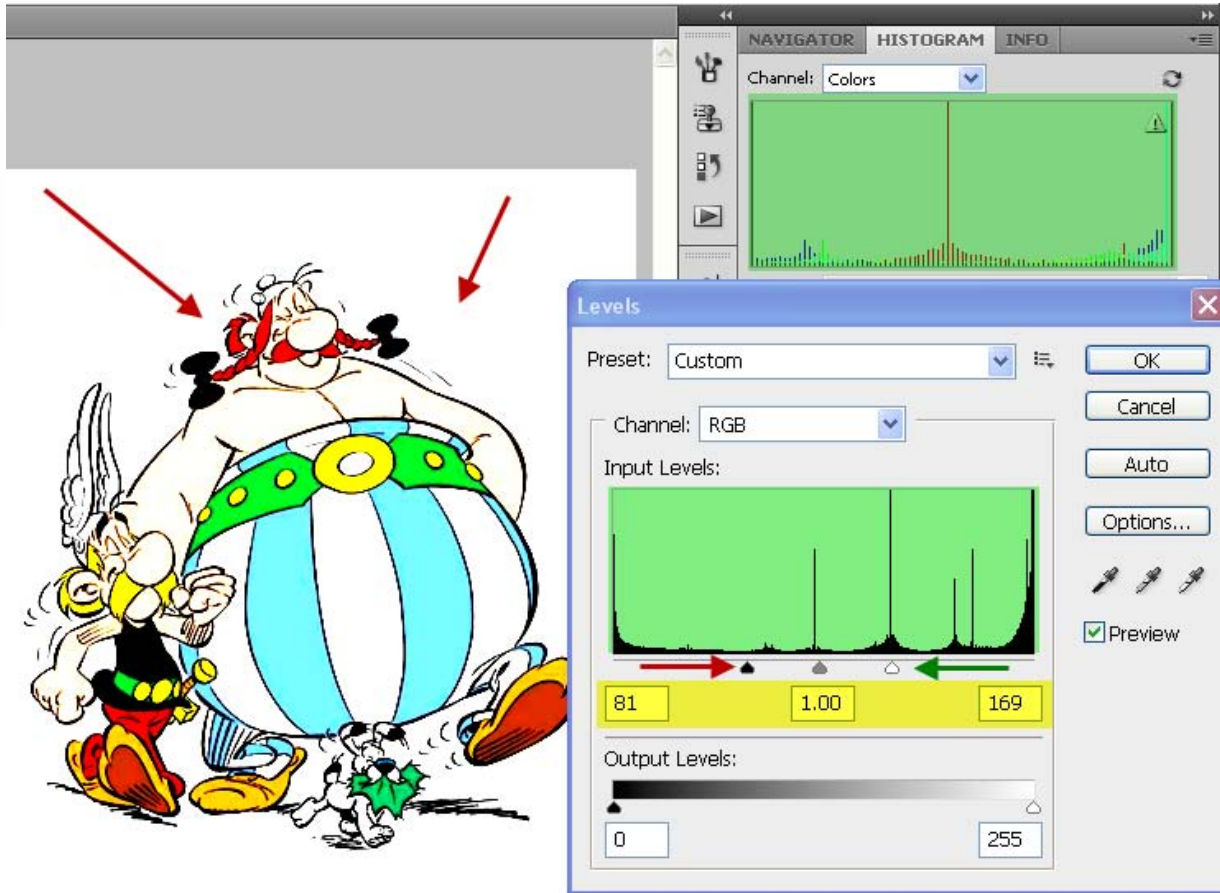 NAVIGATOR HISTOGRAM INFO
Channel: Colors
Levels
Preset: Custom
OK
Cancel
Channel: RGB
Auto
Input Levels:
Options...
Preview
81 1.00 169
Output Levels:
0 255